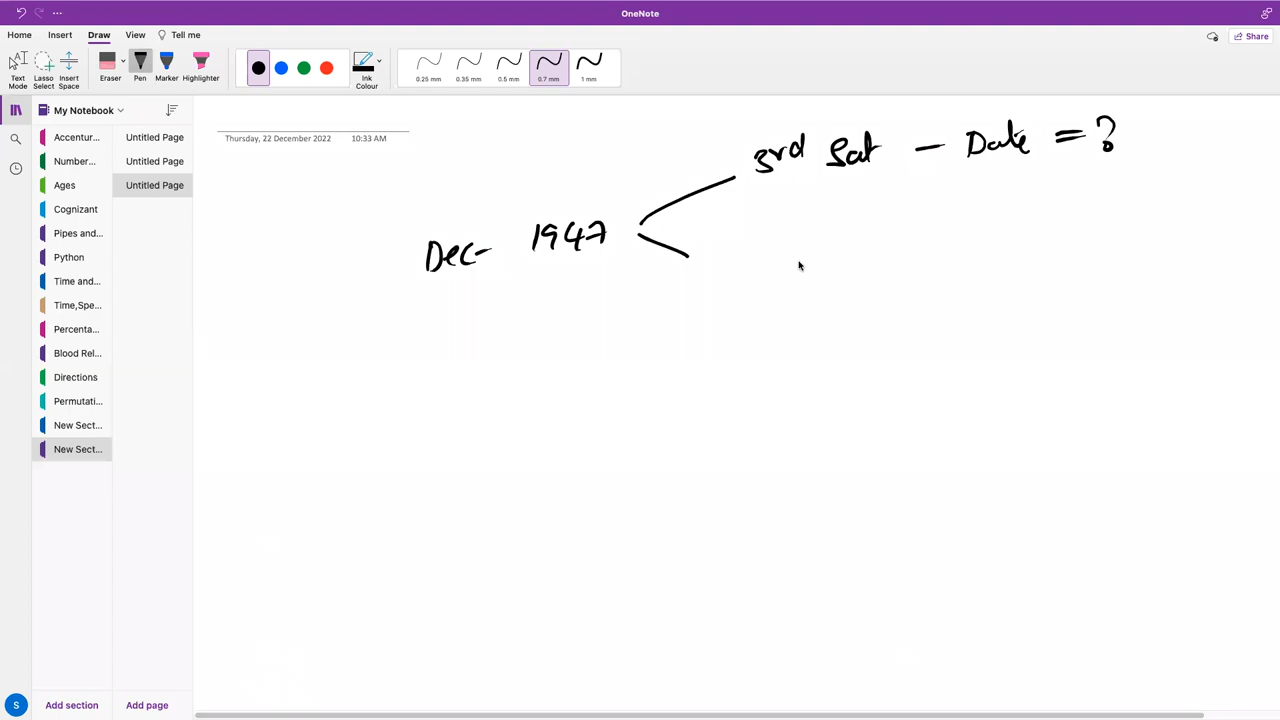 OneNote
Home Insert Draw View Tell me
Share
Text Mode
Lasso Select
Insert Space
Eraser
Pen
Marker
Highlighter
Ink Colour
0.25 mm
0.35 mm
0.5 mm
0.7 mm
1 mm
My Notebook
Accentur...
Number...
Ages
Cognizant
Pipes and...
Python
Time and...
Time,Spe...
Percenta...
Blood Rel...
Directions
Permutati...
New Sect...
New Sect...
Untitled Page
Untitled Page
Untitled Page
Thursday, 22 December 2022 10:33 AM
3rd Sat - Date = ?
Dec- 1947
S
Add section
Add page